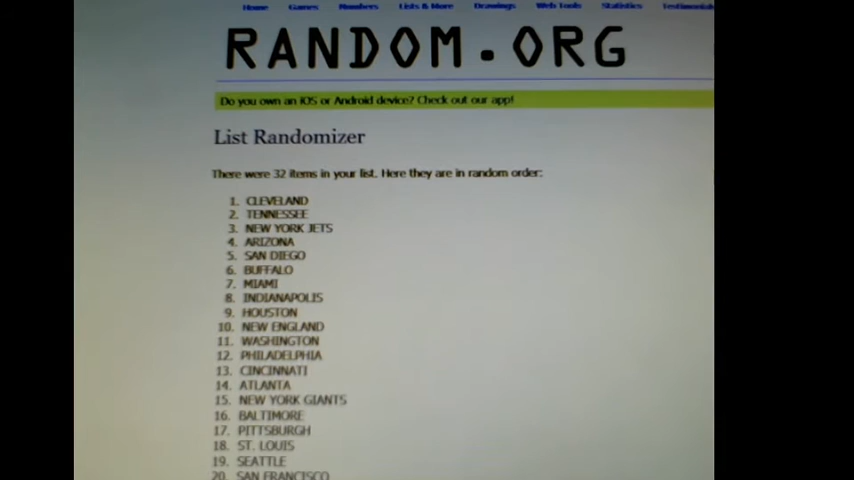 Home Games Numbers Lists & More Drawings Web Tools Statistics Testimonials
RANDOM.ORG
Do you own an iOS or Android device? Check out our app!
List Randomizer
There were 32 items in your list. Here they are in random order:
1. CLEVELAND
2. TENNESSEE
3. NEW YORK JETS
4. ARIZONA
5. SAN DIEGO
6. BUFFALO
7. MIAMI
8. INDIANAPOLIS
9. HOUSTON
10. NEW ENGLAND
11. WASHINGTON
12. PHILADELPHIA
13. CINCINNATI
14. ATLANTA
15. NEW YORK GIANTS
16. BALTIMORE
17. PITTSBURGH
18. ST. LOUIS
19. SEATTLE
20. SAN FRANCISCO